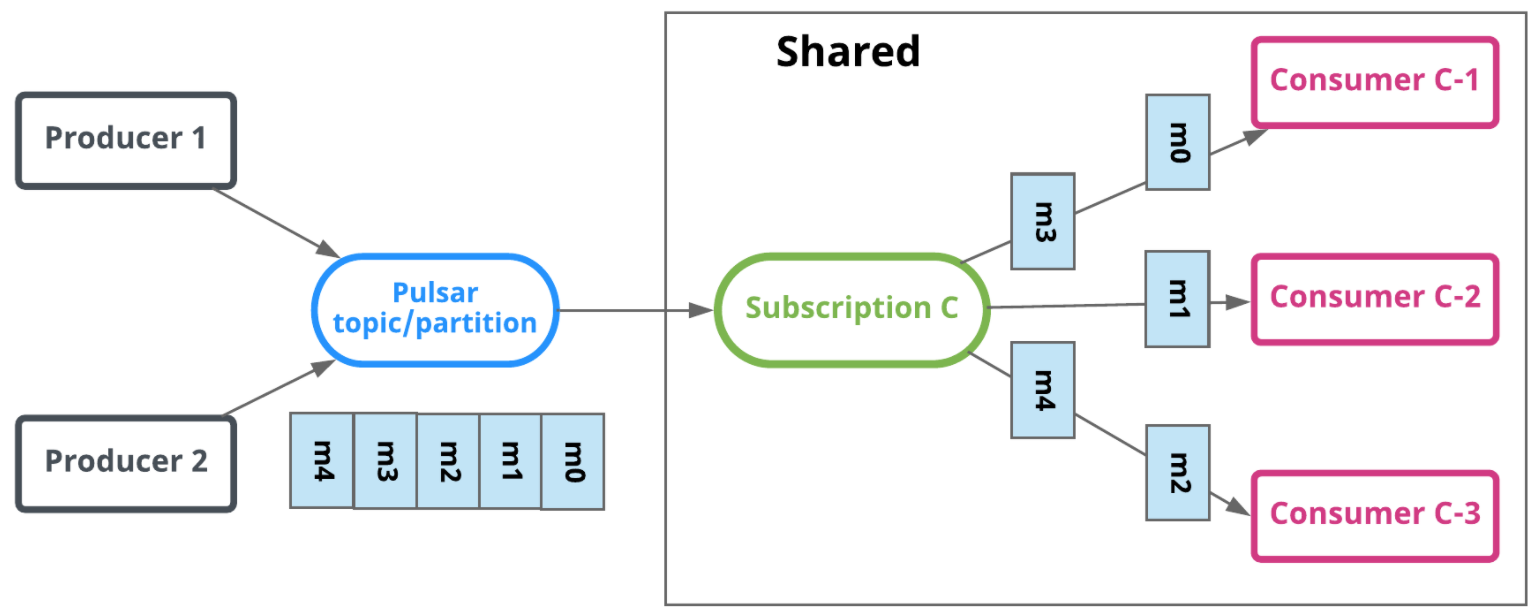 Shared
Producer 1
Producer 2
Pulsar
topic/partition
m4
m3
m2
m1
m0
Subscription C
m3
m0
m1
m4
m2
Consumer C-1
Consumer C-2
Consumer C-3